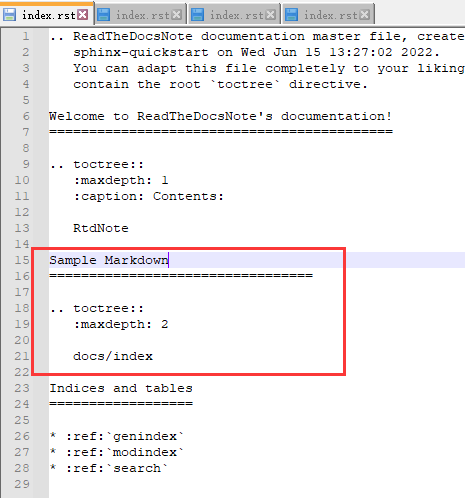 index.rst index.rst index.rst index.rst
1 .. ReadTheDocsNote documentation master file, create
2    sphinx-quickstart on Wed Jun 15 13:27:02 2022.
3    You can adapt this file completely to your liking
4    contain the root `toctree` directive.
5
6 Welcome to ReadTheDocsNote's documentation!
7 ===========================================
8
9 .. toctree::
10    :maxdepth: 1
11    :caption: Contents:
12
13    RtdNote
14
15 Sample Markdown
16 =================================
17
18 .. toctree::
19    :maxdepth: 2
20
21    docs/index
22
23 Indices and tables
24 ==================
25
26 * :ref:`genindex`
27 * :ref:`modindex`
28 * :ref:`search`
29